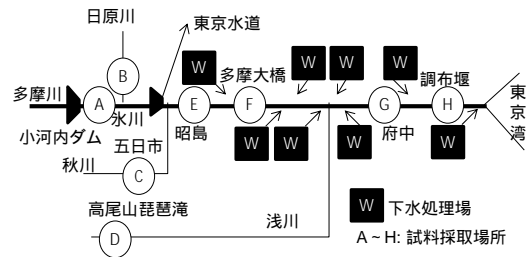 日原川
東京水道
W
W
W
W
B
多摩大橋
調布堰
多摩川
A
E
F
G
H
東京湾
氷川
小河内ダム
昭島
府中
五日市
W
W
W
W
秋川
C
高尾山琵琶滝
浅川
W
下水処理場
D
A~H: 試料採取場所